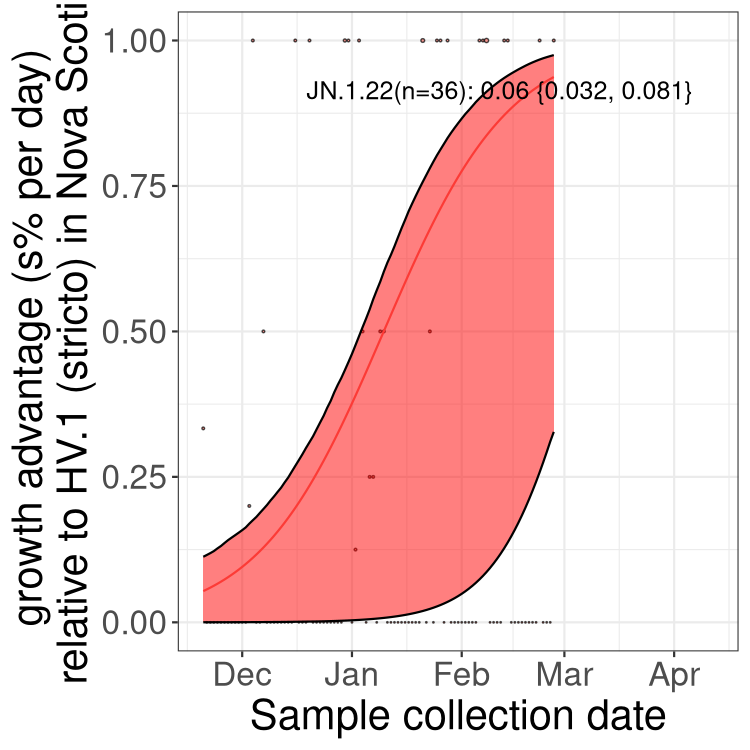 growth advantage (s% per day)
relative to HV.1 (stricto) in Nova Scoti
1.00
0.75
0.50
0.25
0.00
JN.1.22(n=36): 0.06 {0.032, 0.081}
Dec Jan Feb Mar Apr
Sample collection date